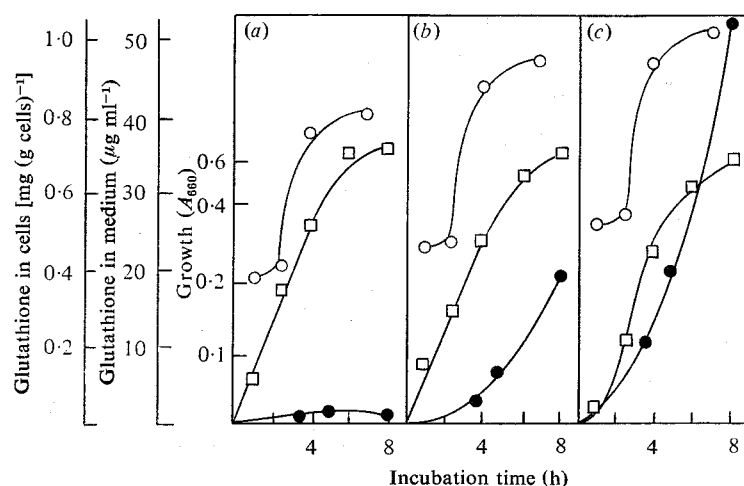 Glutathione in cells [mg (g cells)⁻¹]
1·0
0·8
0·6
0·4
0·2
Glutathione in medium (μg ml⁻¹)
50
40
30
20
10
Growth (A₆₆₀)
0·6
0·4
0·2
0·1
(a)
(b)
(c)
4 8 4 8 4 8
Incubation time (h)